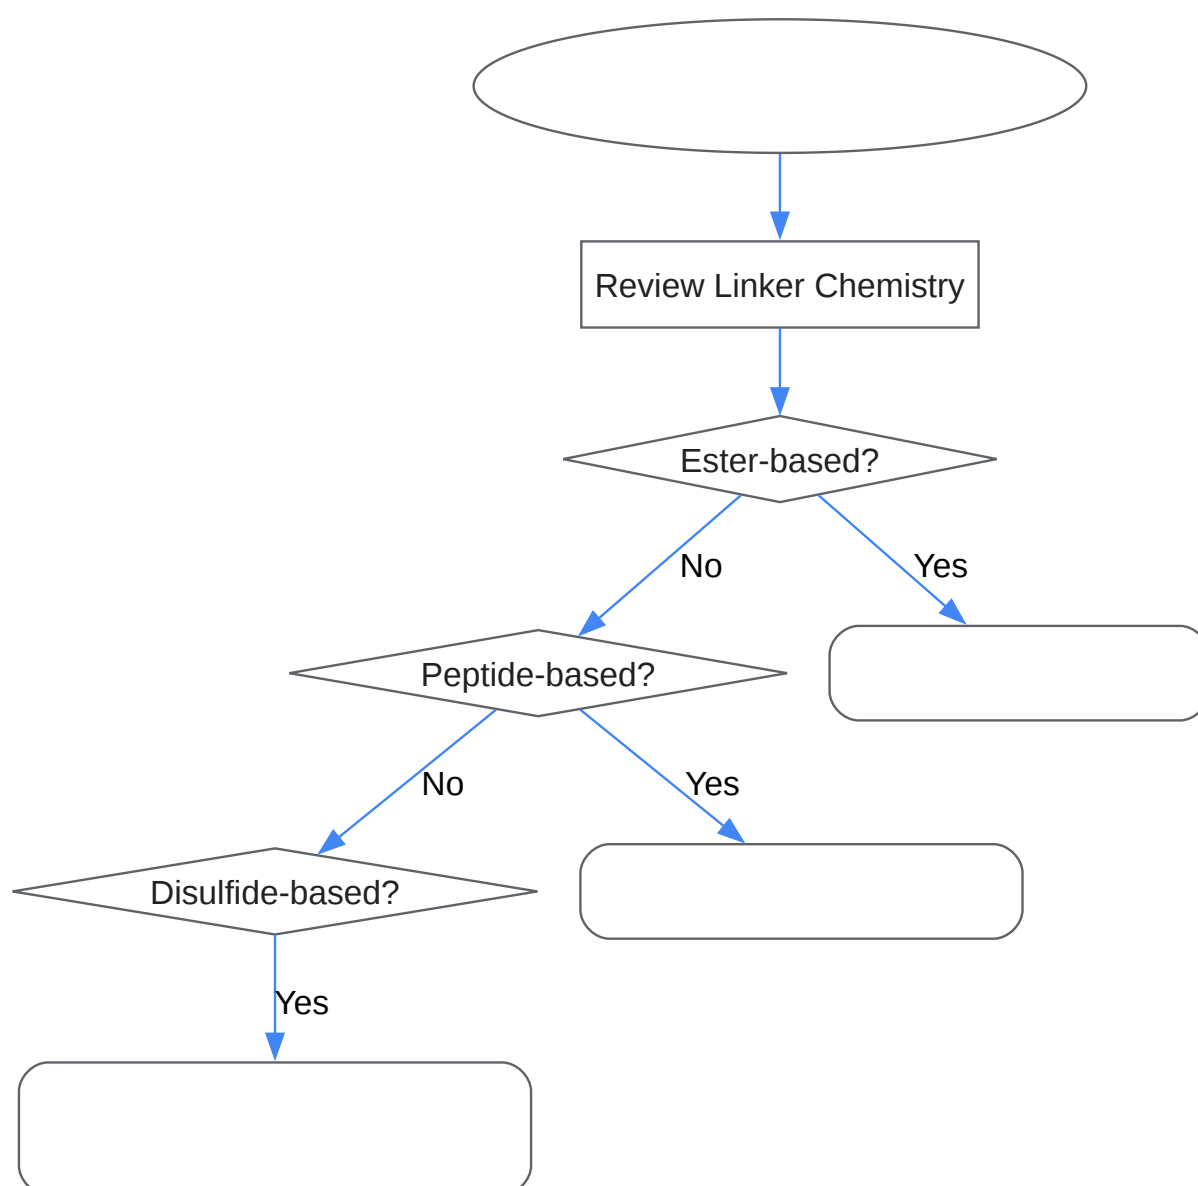 Review Linker Chemistry
Ester-based?
No
Yes
Peptide-based?
No
Yes
Disulfide-based?
Yes